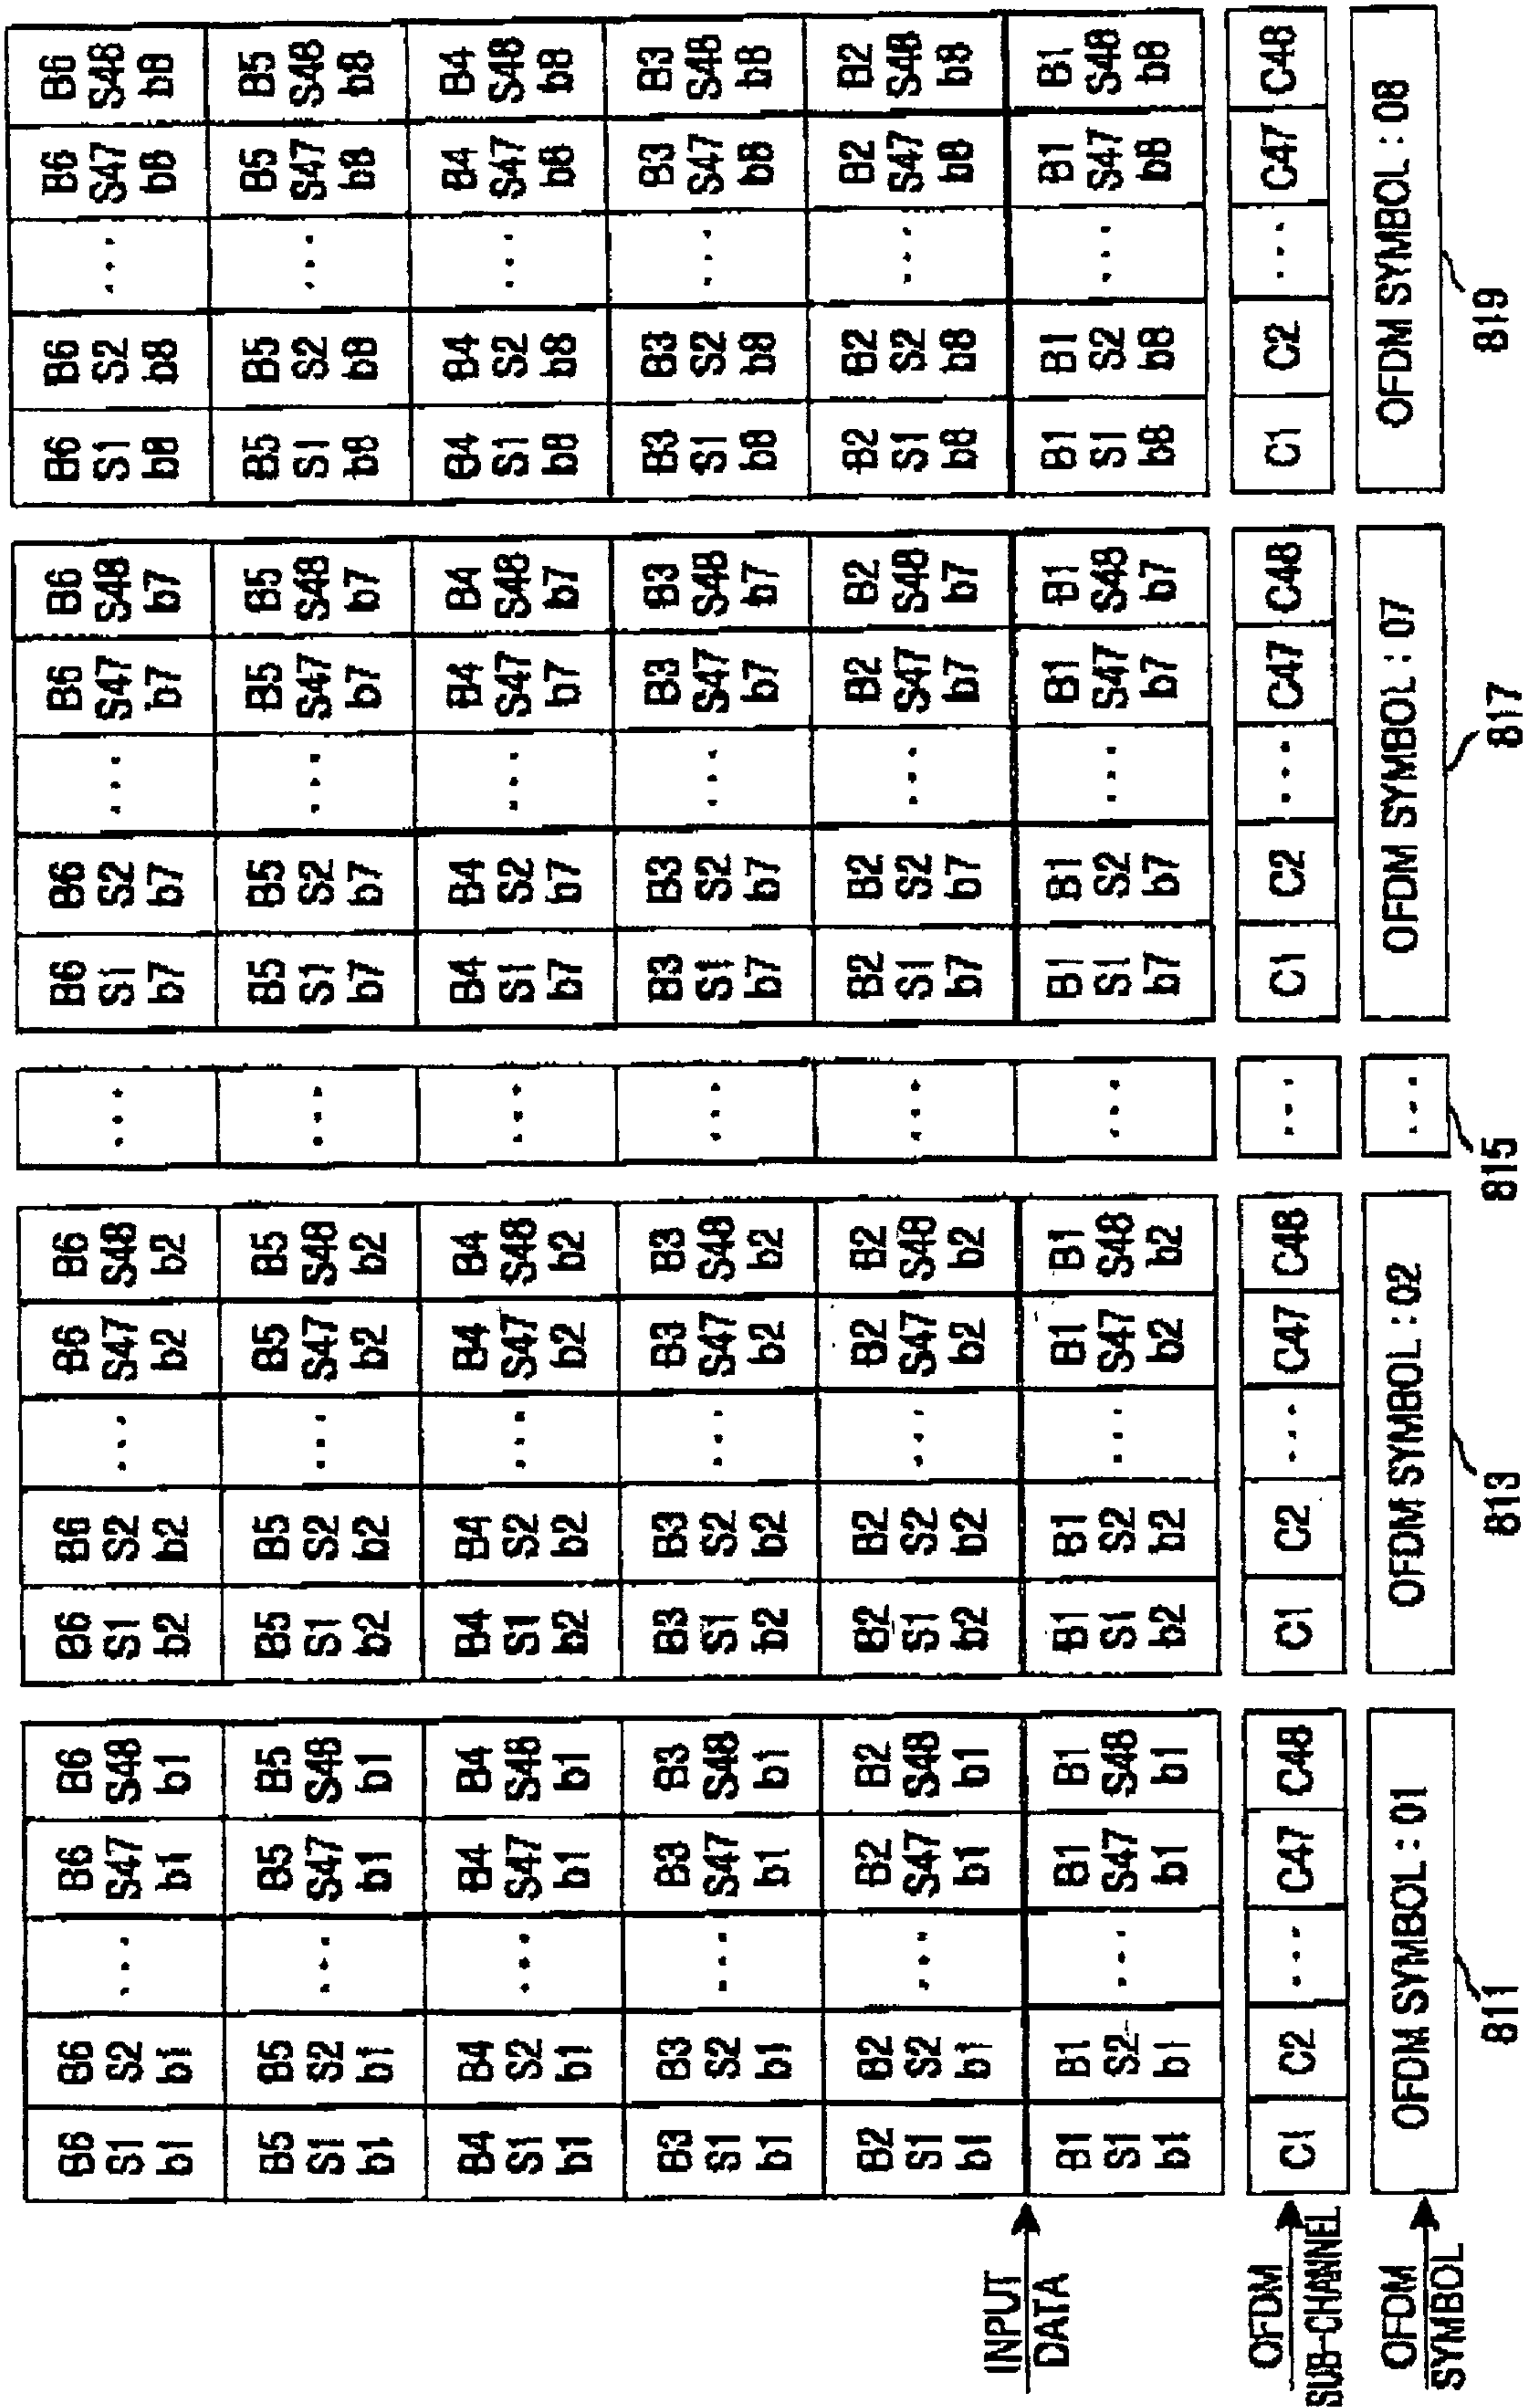 B6 B6 B6 B6 B6 B6 B6 B6 B6 B6 B6 B6 B6 B6 B6 B6
S1 S2 ... S47 S48 S1 S2 ... S47 S48 ... S1 S2 ... S47 S48 S1 S2 ... S47 S48
b1 b1 b1 b1 b2 b2 b2 b2 b7 b7 b7 b7 b8 b8 b8 b8
B5 B5 B5 B5 B5 B5 B5 B5 B5 B5 B5 B5 B5 B5 B5 B5
S1 S2 ... S47 S48 S1 S2 ... S47 S48 ... S1 S2 ... S47 S48 S1 S2 ... S47 S48
b1 b1 b1 b1 b2 b2 b2 b2 b7 b7 b7 b7 b8 b8 b8 b8
B4 B4 B4 B4 B4 B4 B4 B4 B4 B4 B4 B4 B4 B4 B4 B4
S1 S2 ... S47 S48 S1 S2 ... S47 S48 ... S1 S2 ... S47 S48 S1 S2 ... S47 S48
b1 b1 b1 b1 b2 b2 b2 b2 b7 b7 b7 b7 b8 b8 b8 b8
B3 B3 B3 B3 B3 B3 B3 B3 B3 B3 B3 B3 B3 B3 B3 B3
S1 S2 ... S47 S48 S1 S2 ... S47 S48 ... S1 S2 ... S47 S48 S1 S2 ... S47 S48
b1 b1 b1 b1 b2 b2 b2 b2 b7 b7 b7 b7 b8 b8 b8 b8
B2 B2 B2 B2 B2 B2 B2 B2 B2 B2 B2 B2 B2 B2 B2 B2
S1 S2 ... S47 S48 S1 S2 ... S47 S48 ... S1 S2 ... S47 S48 S1 S2 ... S47 S48
b1 b1 b1 b1 b2 b2 b2 b2 b7 b7 b7 b7 b8 b8 b8 b8
INPUT
DATA
B1 B1 B1 B1 B1 B1 B1 B1 B1 B1 B1 B1 B1 B1 B1 B1
S1 S2 ... S47 S48 S1 S2 ... S47 S48 ... S1 S2 ... S47 S48 S1 S2 ... S47 S48
b1 b1 b1 b1 b2 b2 b2 b2 b7 b7 b7 b7 b8 b8 b8 b8
OFDM
SUB-CHANNEL
C1 C2 ... C47 C48 C1 C2 ... C47 C48 ... C1 C2 ... C47 C48 C1 C2 ... C47 C48
OFDM
SYMBOL
OFDM SYMBOL : 01 OFDM SYMBOL : 02 ... OFDM SYMBOL : 07 OFDM SYMBOL : 08
811 813 815 817 819